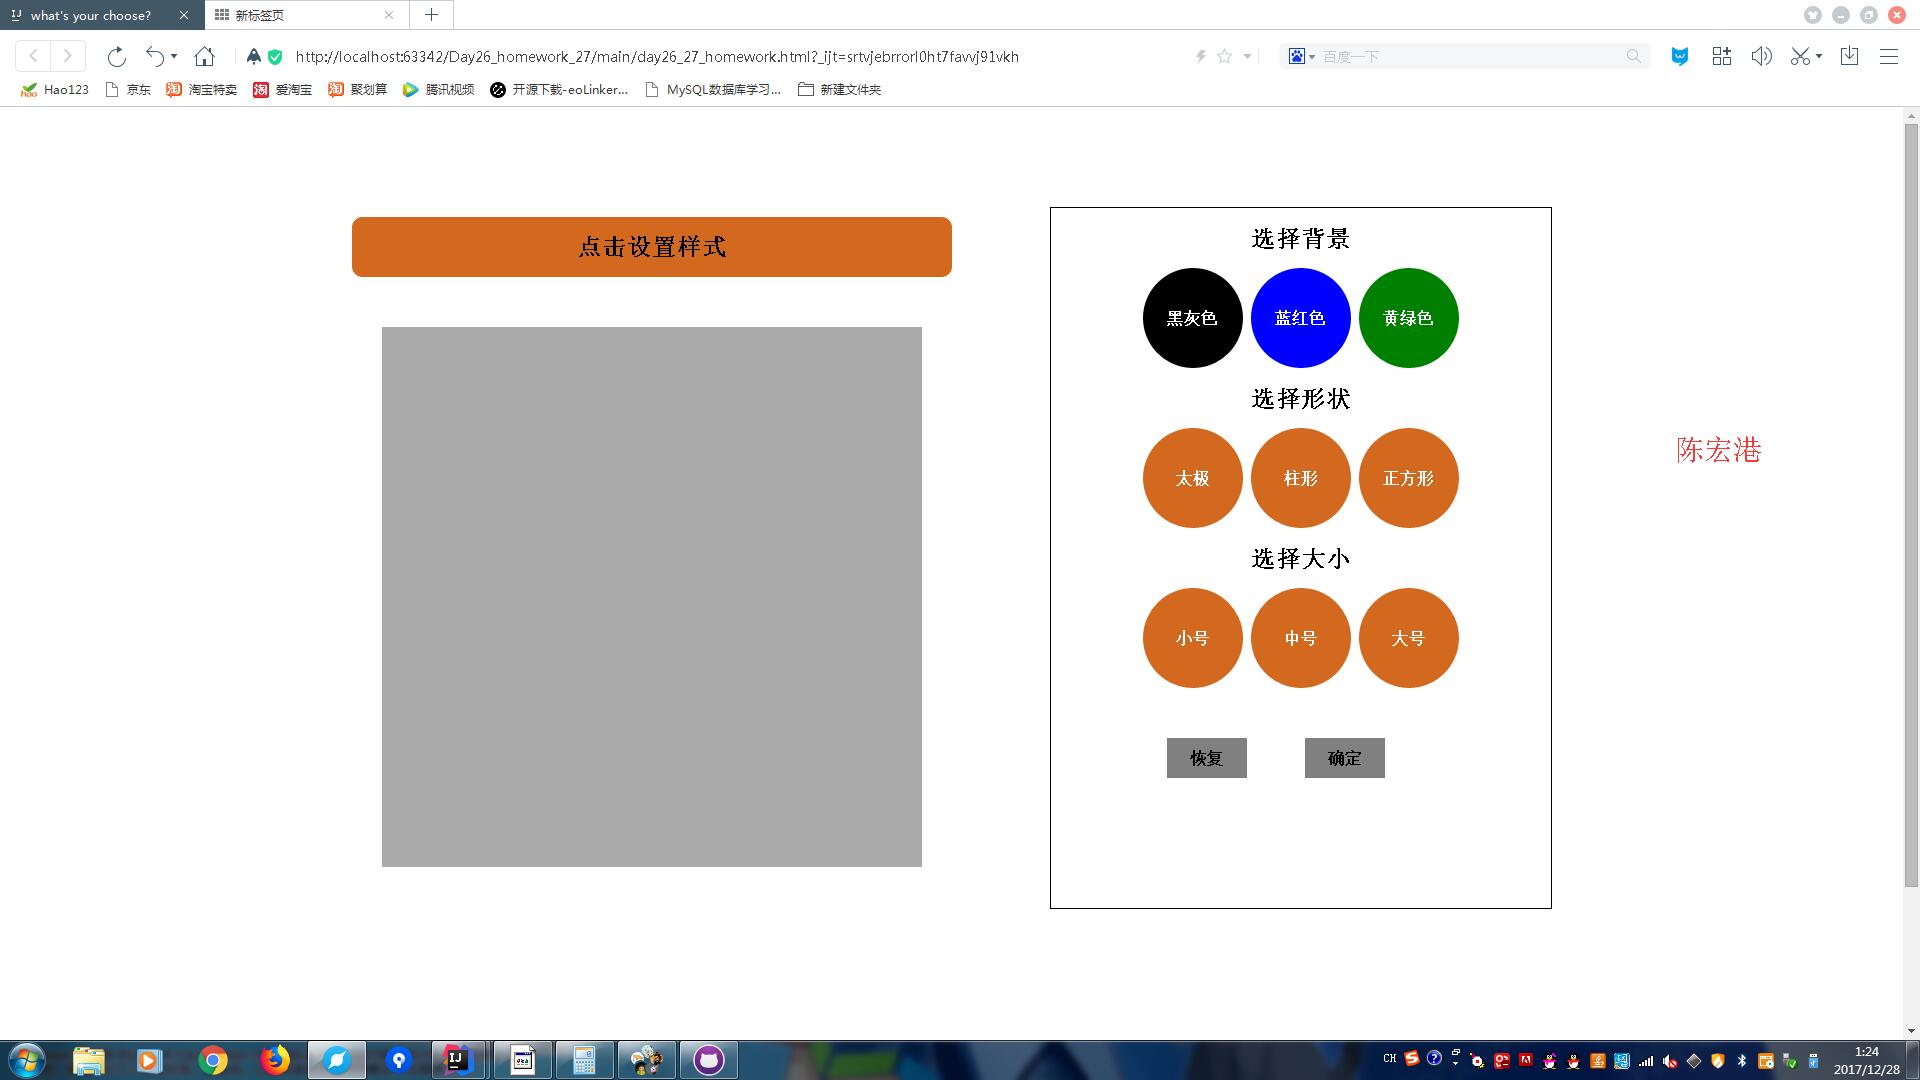 what's your choose?
新标签页
http://localhost:63342/Day26_homework_27/main/day26_27_homework.html?_ijt=srtvjebrrorl0ht7favvj91vkh
百度一下
Hao123
京东
淘宝特卖
爱淘宝
聚划算
腾讯视频
开源下载-eoLinker...
MySQL数据库学习...
新建文件夹
点击设置样式
选择背景
黑灰色 蓝红色 黄绿色
选择形状
太极 柱形 正方形
陈宏港
选择大小
小号 中号 大号
恢复 确定
CH
1:24
2017/12/28